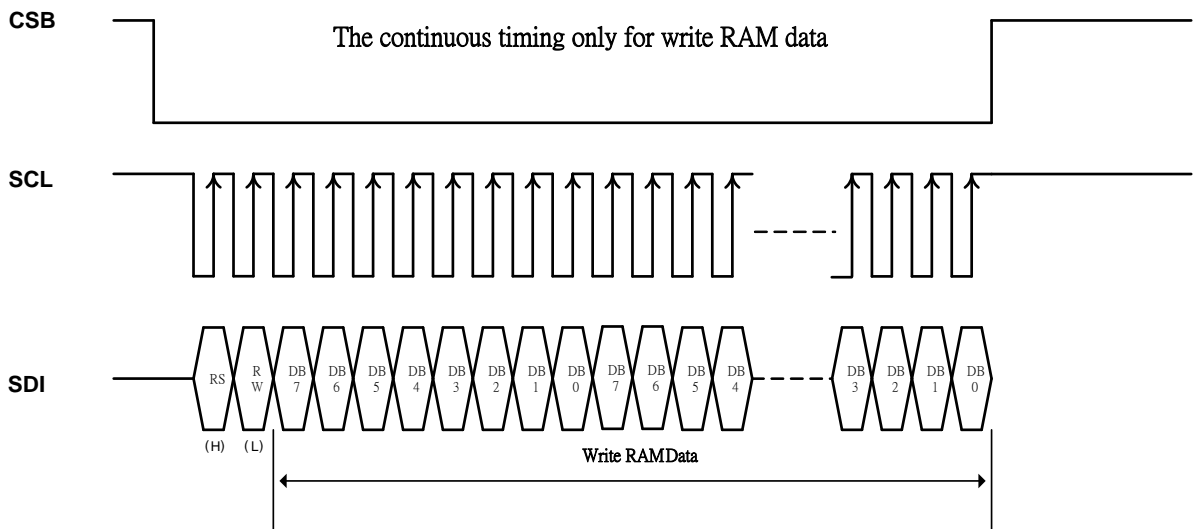 CSB
The continuous timing only for write RAM data
SCL
SDI
RS
R
W
DB
7
DB
6
DB
5
DB
4
DB
3
DB
2
DB
1
DB
0
DB
7
DB
6
DB
5
DB
4
DB
3
DB
2
DB
1
DB
0
(H) (L)
Write RAMData